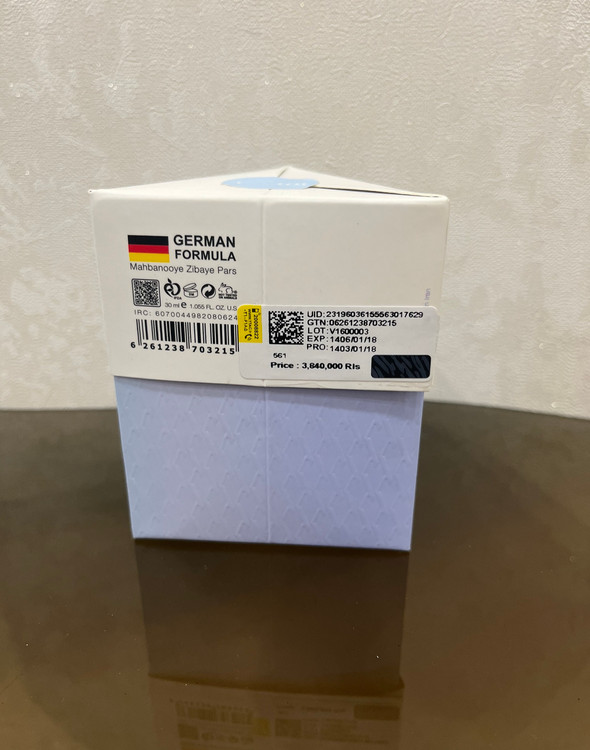 GERMAN
FORMULA
Mahbanooye Zibaye Pars
30 ml e 1.055 FL. OZ. U.S
IRC: 6070044982080624
6 261238 703215
UID: 23196036155563017629
GTN: 06261238703215
LOT: V1600003
EXP: 1406/01/18
PRO: 1403/01/18
561
Price : 3,840,000 Rls